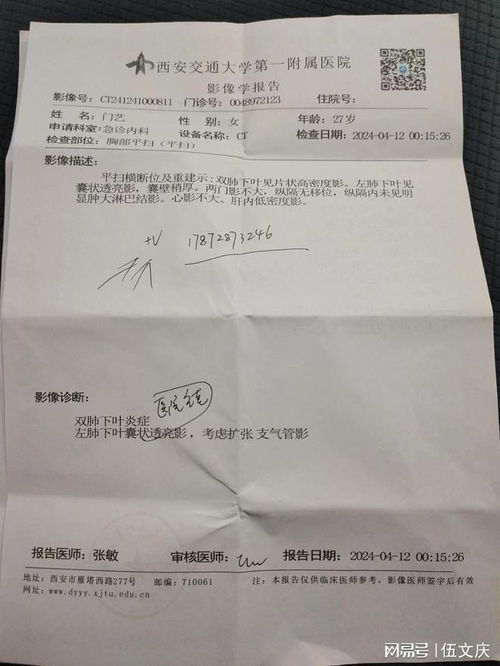 西安交通大学第一附属医院
影像学报告
影像号: CT241241000811 门诊号: 0048972123 住院号:
姓 名: 门艺 性 别: 女 年龄: 27岁
申请科室: 急诊内科 设备名称: CT 检查日期: 2024-04-12 00:15:26
检查部位: 胸部平扫(平扫)
影像描述:
平扫横断位及重建示: 双肺下叶见片状高密度影。左肺下叶见
囊状透亮影, 囊壁稍厚。两门影不大, 纵隔无移位, 纵隔内未见明
显肿大淋巴结影。心影不大。肝内低密度影。
17872873246
影像诊断:
双肺下叶炎症
左肺下叶囊状透亮影, 考虑扩张 支气管影
报告医师: 张敏 审核医师: 报告日期: 2024-04-12 00:15:26
地址: 西安市雁塔西路277号 邮编: 710061 注: 本报告仅供临床医师参考, 影像医师签字后有效
网址: www.dyyy.xjtu.edu.cn
网易号 | 伍文庆